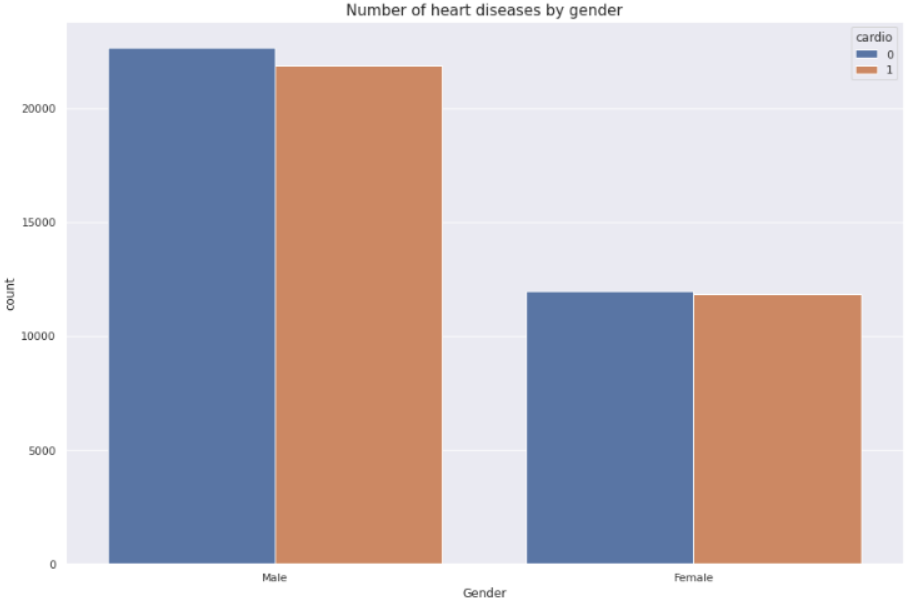 Number of heart diseases by gender
cardio
0
1
20000
15000
10000
5000
0
count
Male
Female
Gender